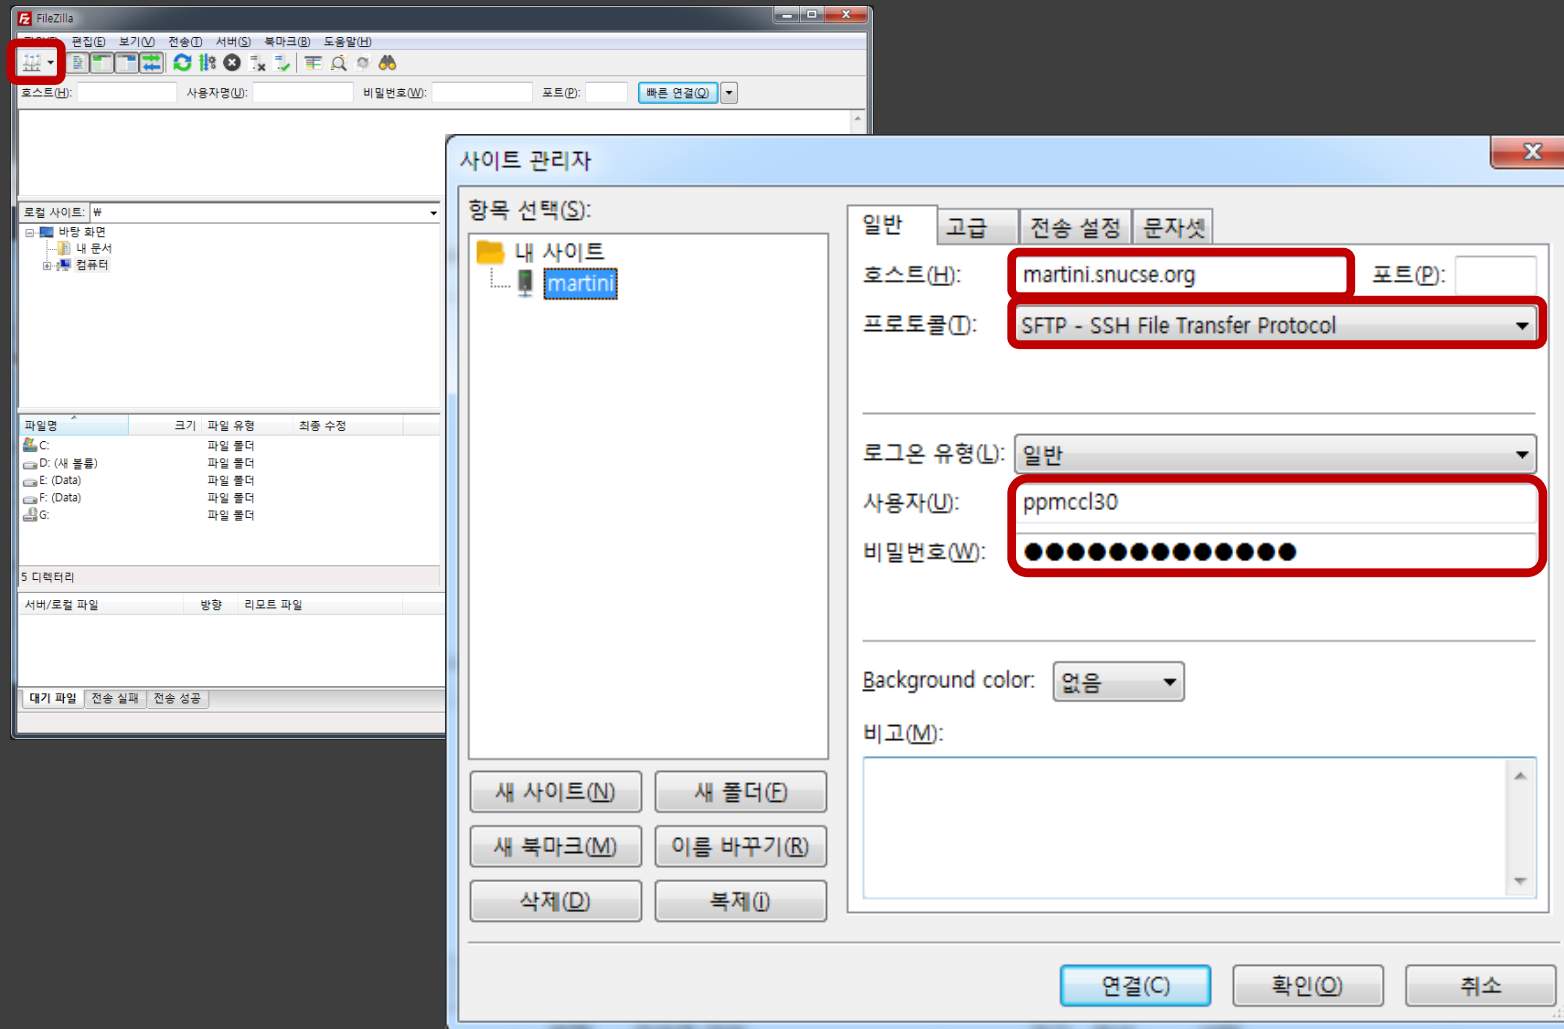 FileZilla
파일(F) 편집(E) 보기(V) 전송(T) 서버(S) 북마크(B) 도움말(H)
호스트(H): 사용자명(U): 비밀번호(W): 포트(P): 빠른 연결(Q)
로컬 사이트: ₩
바탕 화면
내 문서
컴퓨터
파일명 크기 파일 유형 최종 수정
C: 파일 폴더
D: (새 볼륨) 파일 폴더
E: (Data) 파일 폴더
F: (Data) 파일 폴더
G: 파일 폴더
5 디렉터리
서버/로컬 파일 방향 리모트 파일
대기 파일 전송 실패 전송 성공
사이트 관리자
항목 선택(S):
내 사이트
martini
새 사이트(N) 새 폴더(F)
새 북마크(M) 이름 바꾸기(R)
삭제(D) 복제(I)
일반 고급 전송 설정 문자셋
호스트(H): martini.snucse.org 포트(P):
프로토콜(T): SFTP - SSH File Transfer Protocol
로그온 유형(L): 일반
사용자(U): ppmccl30
비밀번호(W): ●●●●●●●●●●●●●
Background color: 없음
비고(M):
연결(C) 확인(O) 취소